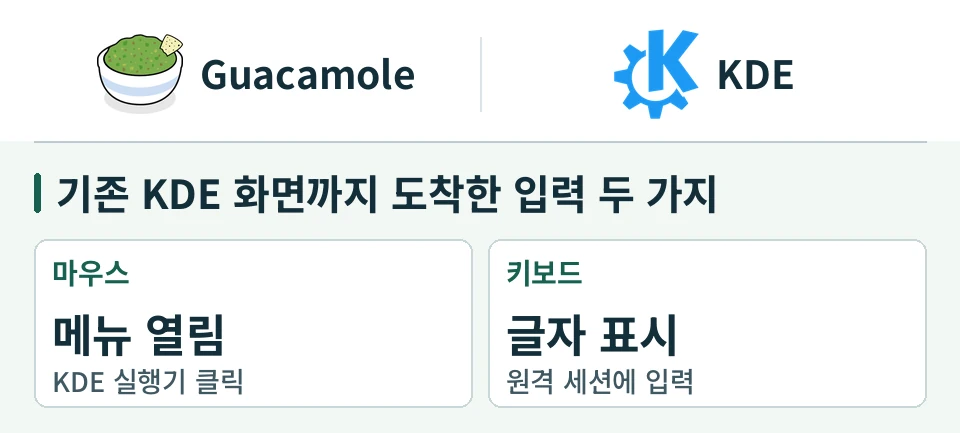 Guacamole
KDE
기존 KDE 화면까지 도착한 입력 두 가지
마우스
메뉴 열림
KDE 실행기 클릭
키보드
글자 표시
원격 세션에 입력